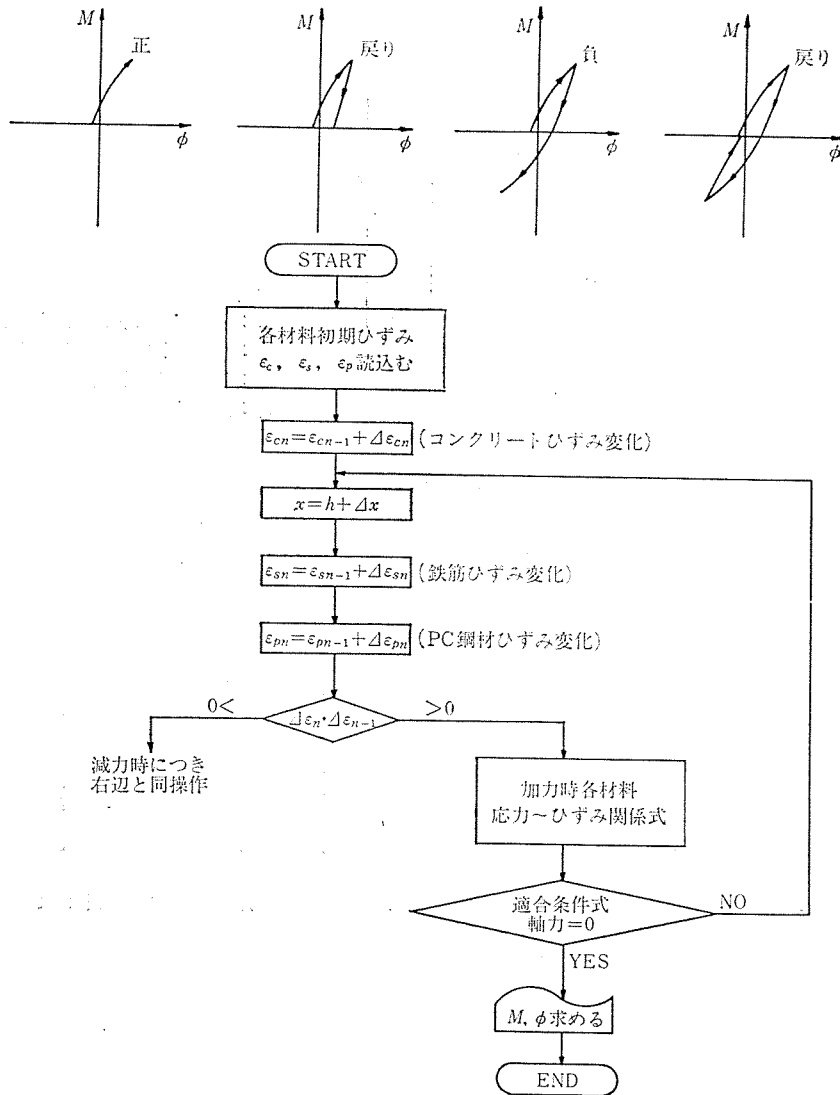 M
正
φ
M
戻り
φ
M
負
φ
M
戻り
φ
START
各材料初期ひずみ
εc, εs, εp読込む
εcn=εcn-1+Δεcn(コンクリートひずみ変化)
x=h+Δx
εsn=εsn-1+Δεsn(鉄筋ひずみ変化)
εpn=εpn-1+Δεpn(PC鋼材ひずみ変化)
0<
Δεn・Δεn-1
>0
減力時につき
右辺と同操作
加力時各材料
応力~ひずみ関係式
適合条件式
軸力=0
NO
YES
M, φ求める
END